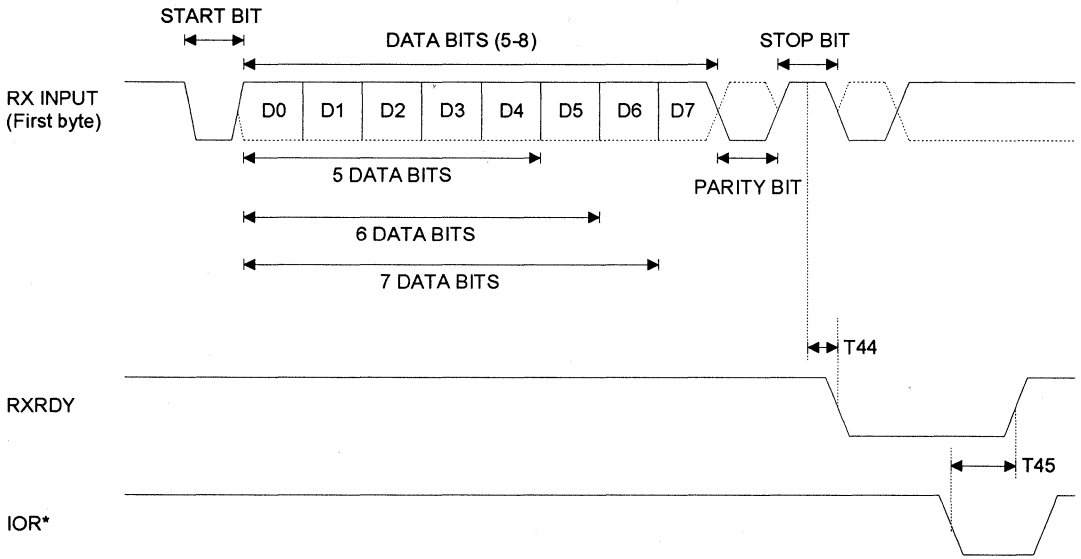 START BIT
DATA BITS (5-8)
STOP BIT
RX INPUT
(First byte)
D0 D1 D2 D3 D4 D5 D6 D7
5 DATA BITS
PARITY BIT
6 DATA BITS
7 DATA BITS
T44
RXRDY
T45
IOR*